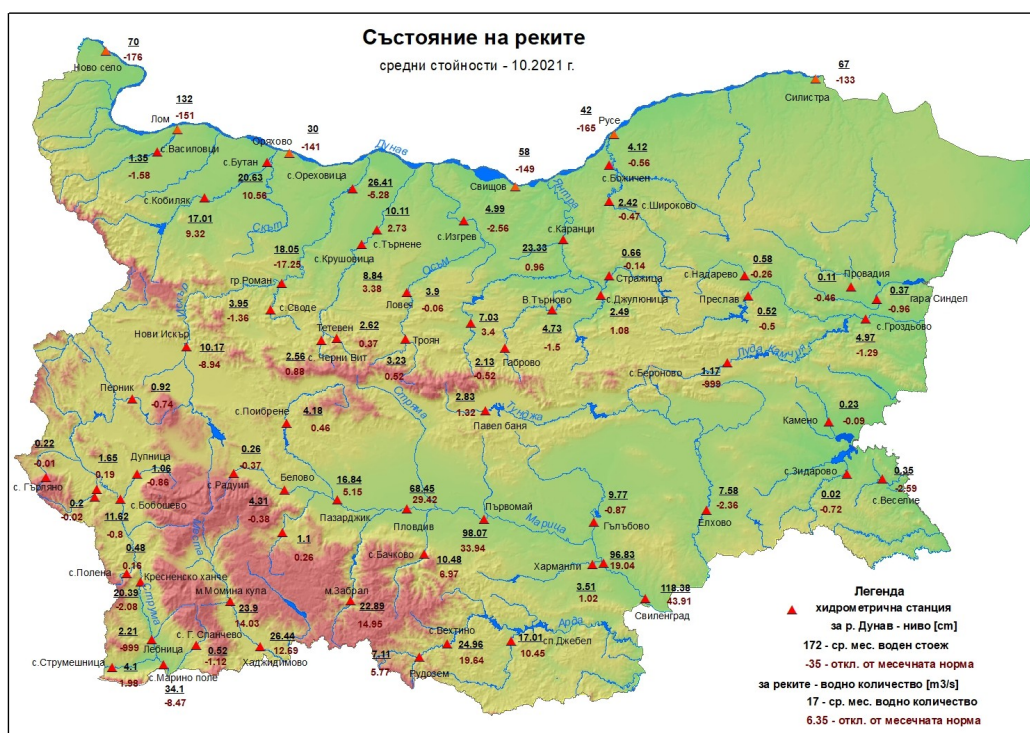 Състояние на реките
средни стойности - 10.2021 г.
70
-176
Ново село
67
-133
Силистра
132
-151
Лом
42
-165
Русе
30
-141
Оряхово
Дунав
58
-149
Свищов
с.Василовци
1.35
-1.58
с.Бутан
20.63
10.56
с.Ореховица
26.41
-5.28
4.12
-0.56
с.Божичен
с.Кобиляк
17.01
9.32
Скът
10.11
2.73
с.Търнене
4.99
-2.56
с.Изгрев
Янтра
2.42
-0.47
с.Широково
с.Каранци
23.33
0.96
с.Крушовица
8.84
3.38
18.05
-17.25
гр.Роман
Осъм
0.66
-0.14
Стражица
0.58
-0.26
с.Надарево
0.11
-0.46
Провадия
0.37
-0.96
гара Синдел
Искър
3.95
-1.36
с.Своде
Ловеч
3.9
-0.06
В.Търново
4.73
-1.5
с.Джулюница
2.49
1.08
Преслав
0.52
-0.5
с.Гроздьово
4.97
-1.29
Тетевен
2.62
0.37
7.03
3.4
Нови Искър
10.17
-8.94
2.56
0.88
с. Черни Вит
Троян
3.23
0.52
2.13
-0.52
Габрово
Луда Камчия
с.Бероново
1.17
-999
Перник
0.92
-0.74
с.Поибрене
4.18
0.46
Стряма
2.83
1.32
Павел баня
Тунджа
0.23
-0.09
Камено
0.22
-0.01
с. Гърляно
1.65
0.19
Дупница
1.06
-0.86
0.26
-0.37
с.Радуил
Белово
4.31
-0.38
16.84
5.15
Пазарджик
68.45
29.42
Пловдив
Първомай
98.07
33.94
Марица
9.77
-0.87
Гълъбово
7.58
-2.36
Елхово
с.Зидарово
0.02
-0.72
0.35
-2.59
с.Веселие
0.2
-0.02
11.62
-0.8
с.Бобошево
1.1
0.26
0.48
0.16
с.Полена
Кресненско ханче
20.39
-2.08
Места
Струма
м.Момина кула
23.9
14.03
м.Забрал
22.89
14.95
с.Бачково
10.48
6.97
Харманли
96.83
19.04
3.51
1.02
118.38
43.91
Свиленград
2.21
-999
Лебница
с. Г. Спанчево
0.52
-1.12
26.44
12.69
Хаджидимово
с.Вехтино
24.96
19.64
Арда
17.01
10.45
сп.Джебел
7.11
5.77
Рудозем
с.Струмешница
4.1
1.98
с.Марино поле
34.1
-8.47
Легенда
хидрометрична станция
за р. Дунав - ниво [cm]
172 - ср. мес. воден стоеж
-35 - откл. от месечната норма
за реките - водно количество [m3/s]
17 - ср. мес. водно количество
6.35 - откл. от месечната норма